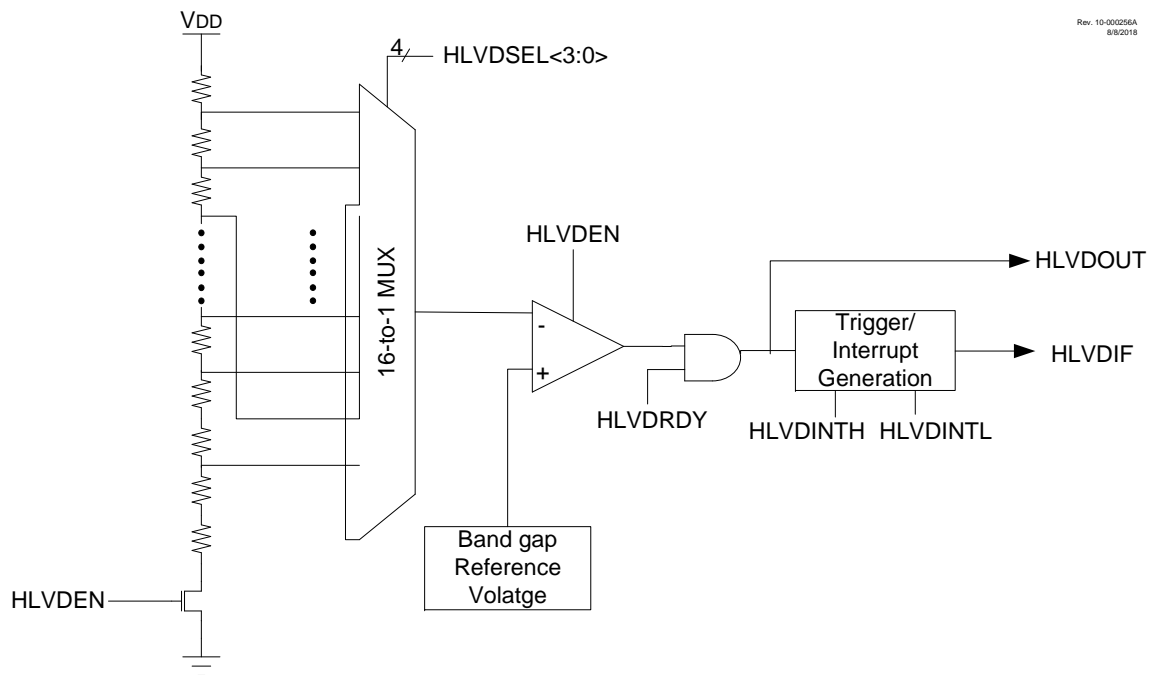 VDD
Rev. 10-000256A
8/8/2018
4
HLVDSEL<3:0>
16-to-1 MUX
HLVDEN
-
+
HLVDRDY
HLVDOUT
Trigger/
Interrupt
Generation
HLVDIF
HLVDINTH
HLVDINTL
Band gap
Reference
Volatge
HLVDEN